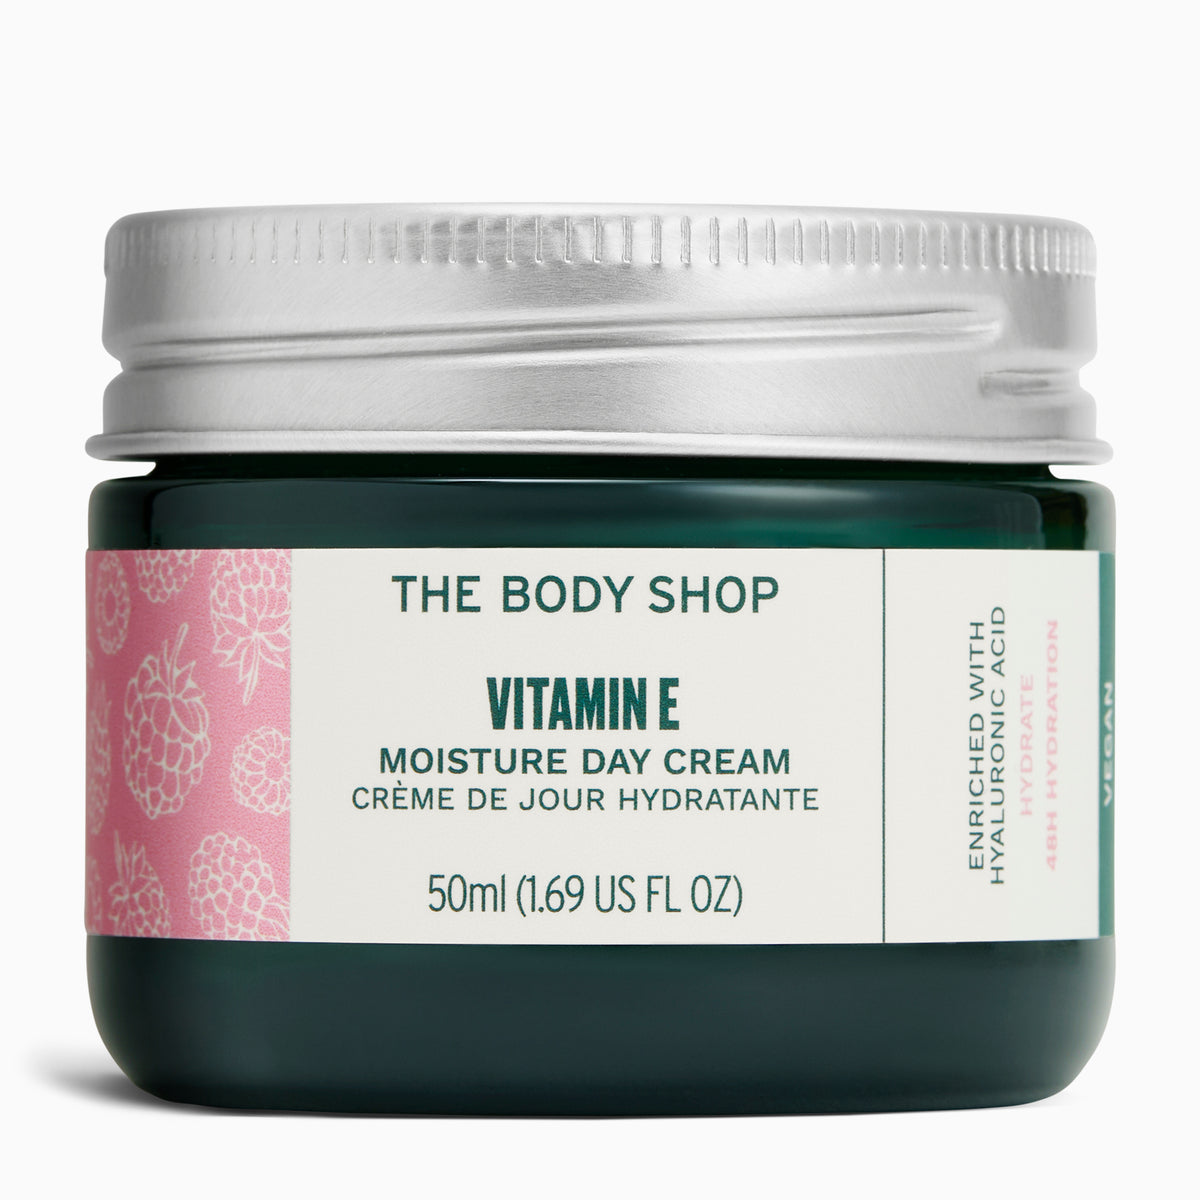 THE BODY SHOP
VITAMIN E
MOISTURE DAY CREAM
CRÈME DE JOUR HYDRATANTE
50ml (1.69 US FL OZ)
ENRICHED WITH
HYALURONIC ACID
HYDRATE
48H HYDRATION
VEGAN